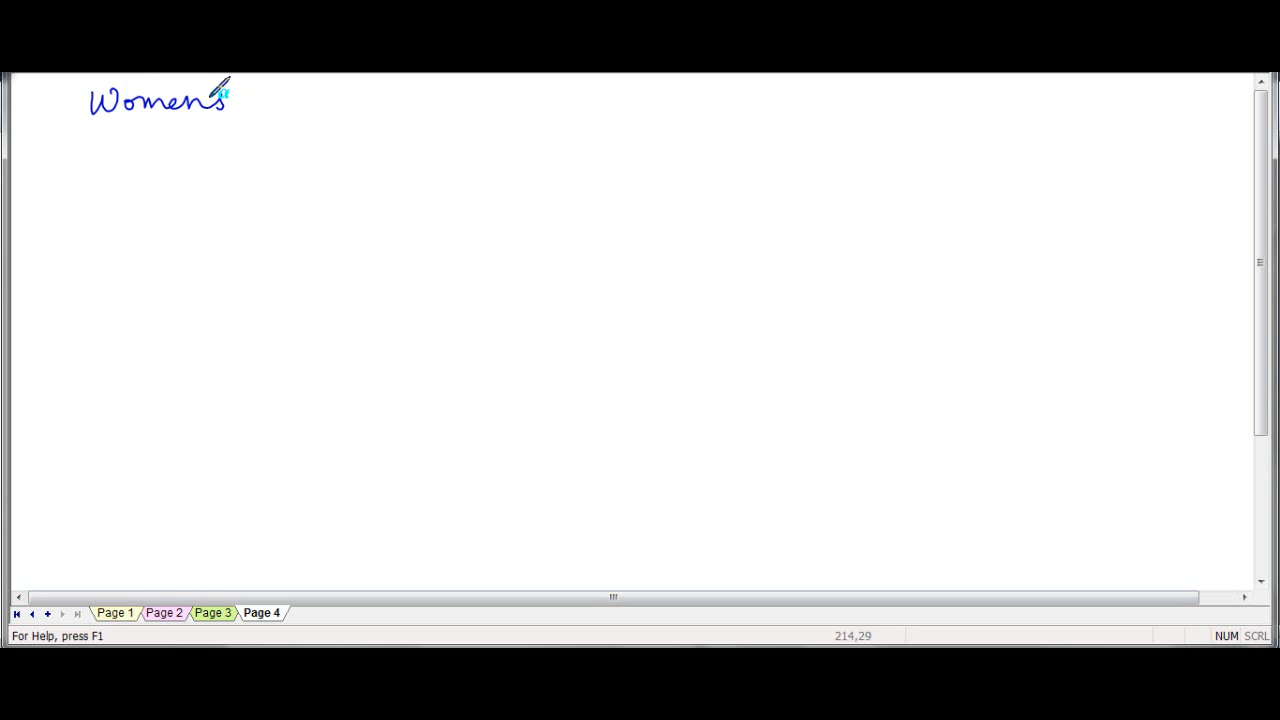 Womens
Page 1 Page 2 Page 3 Page 4
For Help, press F1 214,29 NUM SCRL